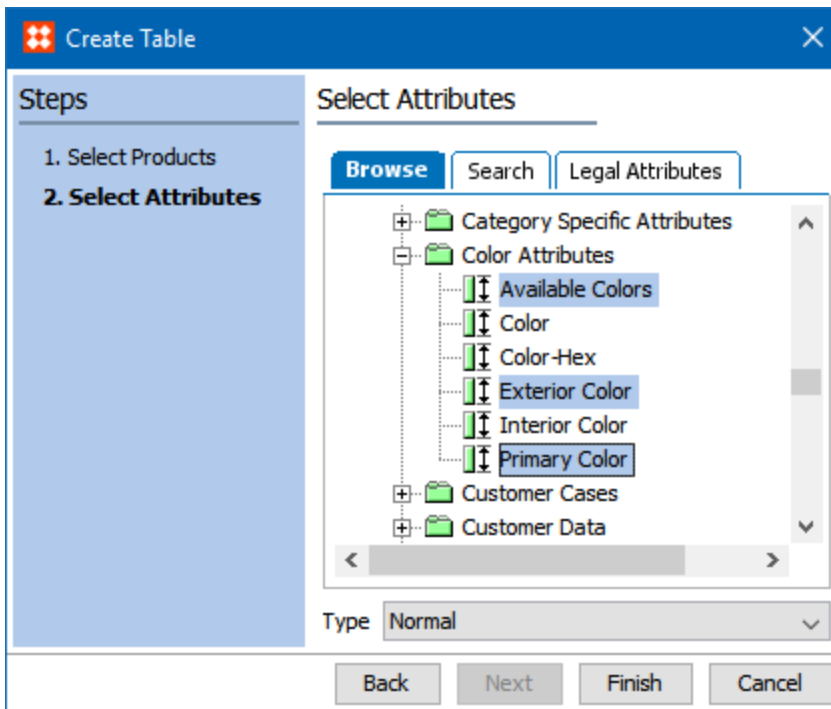 Create Table
Steps
1. Select Products
2. Select Attributes
Select Attributes
Browse Search Legal Attributes
Category Specific Attributes
Color Attributes
Available Colors
Color
Color-Hex
Exterior Color
Interior Color
Primary Color
Customer Cases
Customer Data
Type Normal
Back Next Finish Cancel